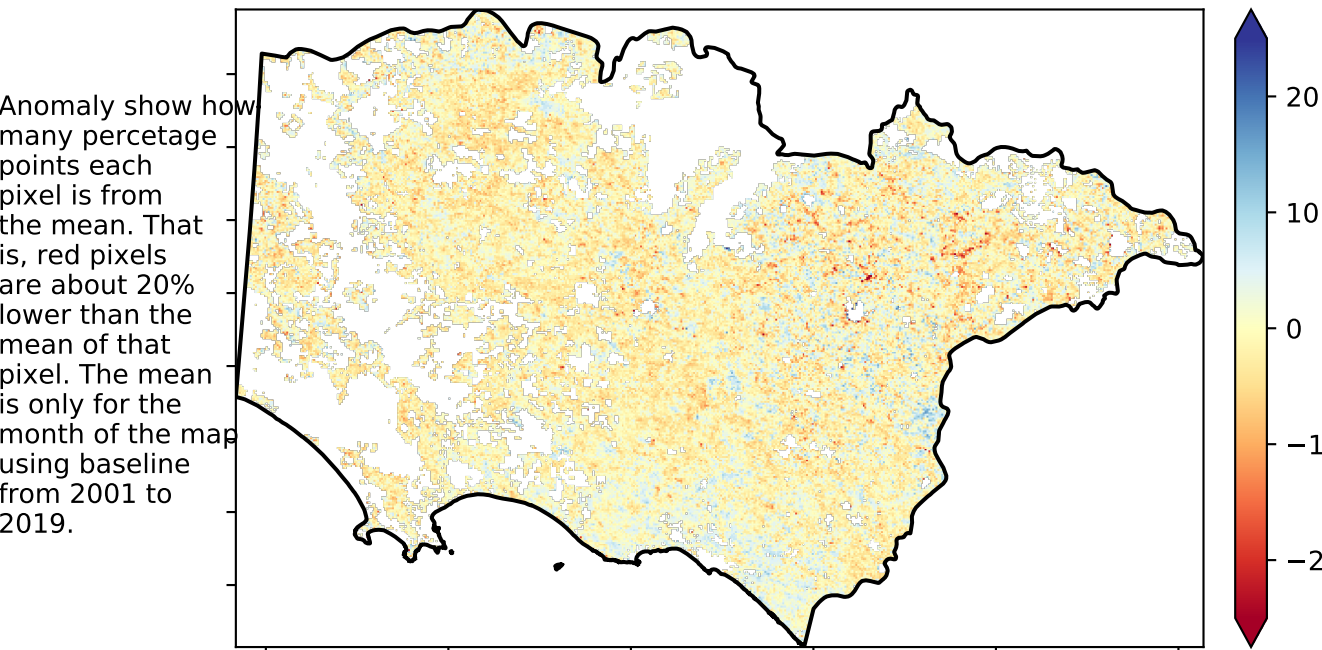 Anomaly show how
many percetage
points each
pixel is from
the mean. That
is, red pixels
are about 20%
lower than the
mean of that
pixel. The mean
is only for the
month of the map
using baseline
from 2001 to
2019.
20
10
0
−1
−2